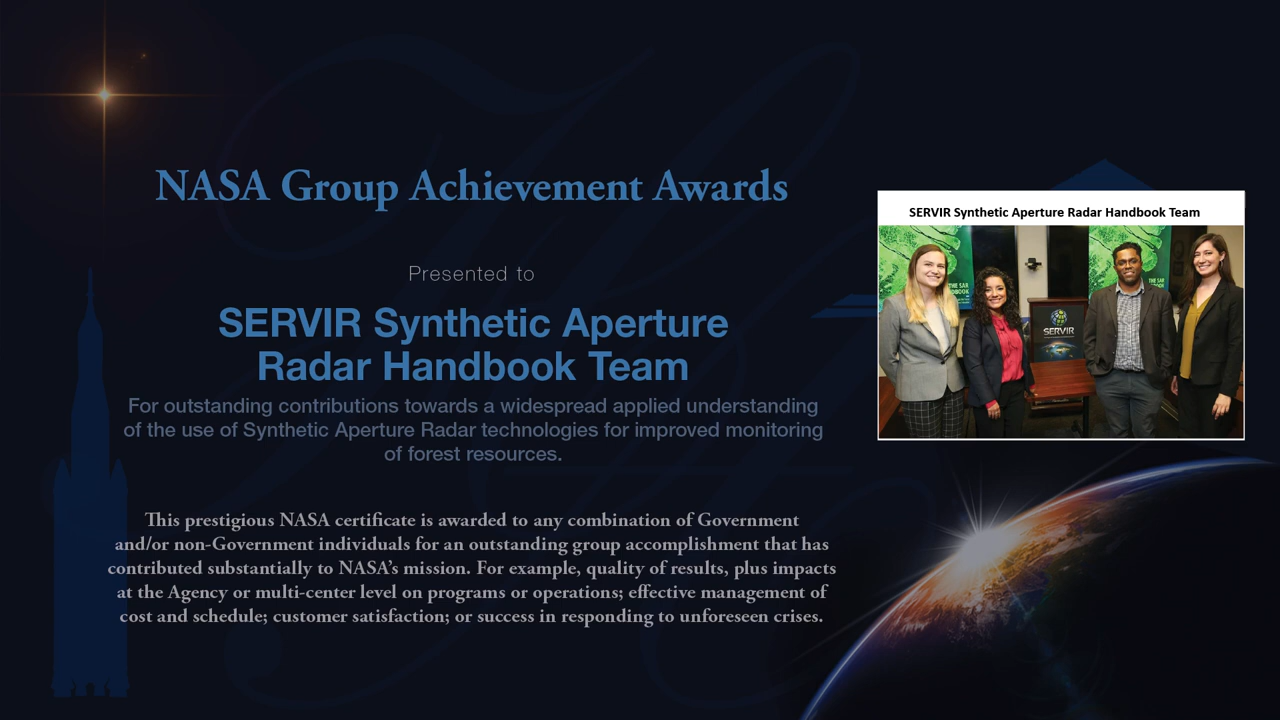 NASA Group Achievement Awards
Presented to
SERVIR Synthetic Aperture
Radar Handbook Team
For outstanding contributions towards a widespread applied understanding
of the use of Synthetic Aperture Radar technologies for improved monitoring
of forest resources.
This prestigious NASA certificate is awarded to any combination of Government
and/or non-Government individuals for an outstanding group accomplishment that has
contributed substantially to NASA's mission. For example, quality of results, plus impacts
at the Agency or multi-center level on programs or operations; effective management of
cost and schedule; customer satisfaction; or success in responding to unforeseen crises.
SERVIR Synthetic Aperture Radar Handbook Team
THE SAR
SERVIR
THE SAR